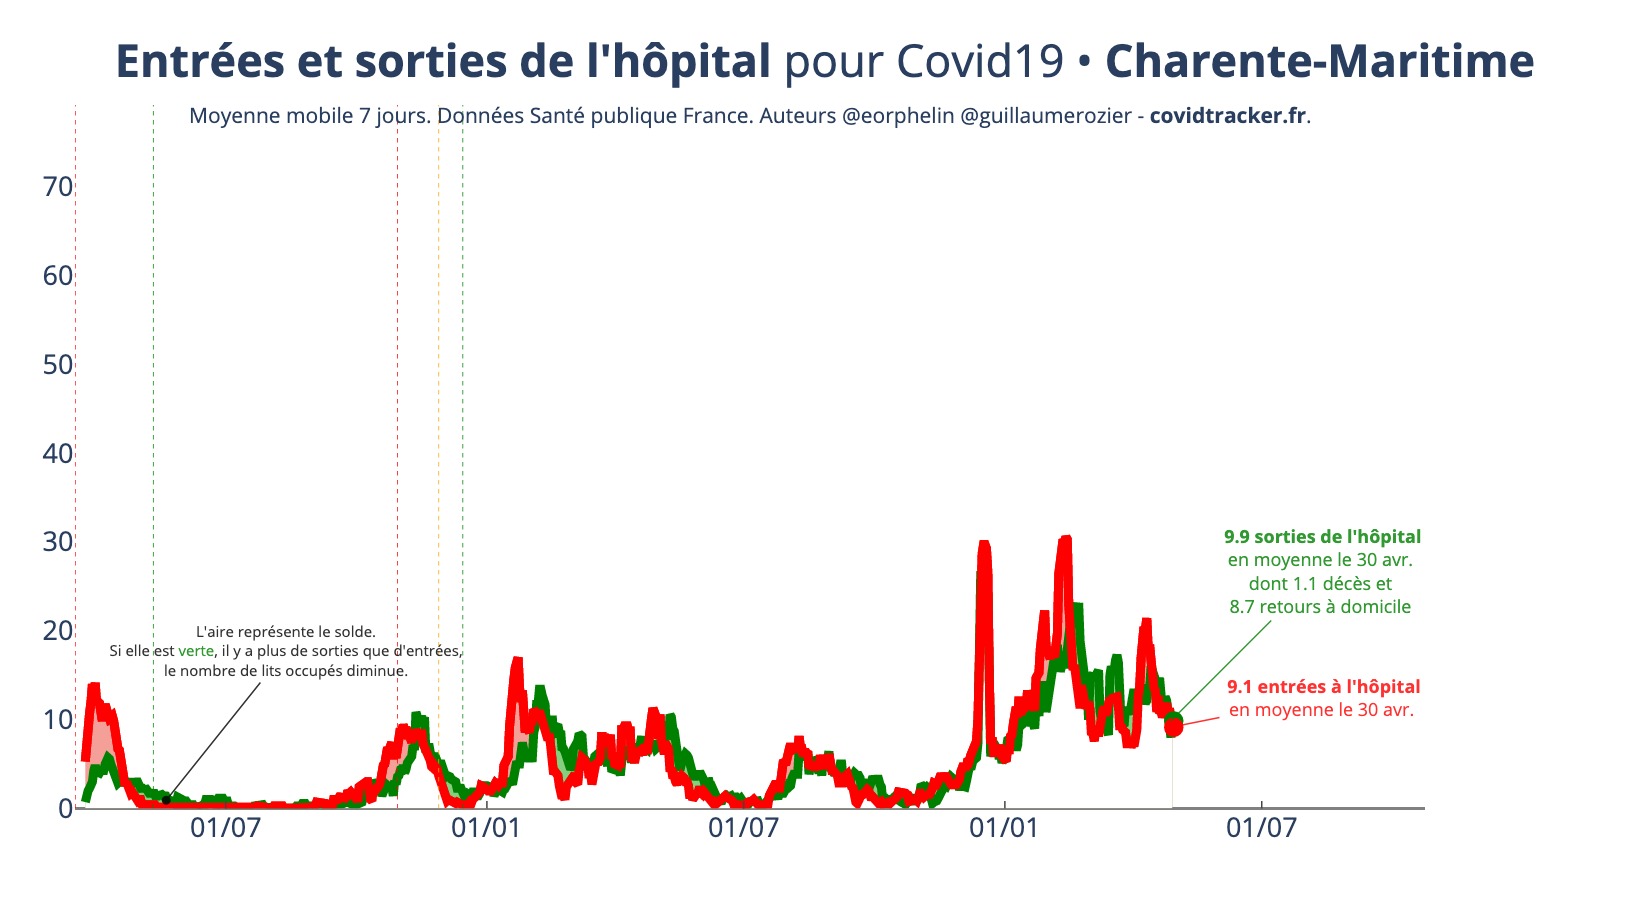 Entrées et sorties de l'hôpital pour Covid19 • Charente-Maritime
Moyenne mobile 7 jours. Données Santé publique France. Auteurs @eorphelin @guillaumerozier - covidtracker.fr.
70
60
50
40
30
20
10
0
L'aire représente le solde.
Si elle est verte, il y a plus de sorties que d'entrées,
le nombre de lits occupés diminue.
9.9 sorties de l'hôpital
en moyenne le 30 avr.
dont 1.1 décès et
8.7 retours à domicile
9.1 entrées à l'hôpital
en moyenne le 30 avr.
01/07
01/01
01/07
01/01
01/07